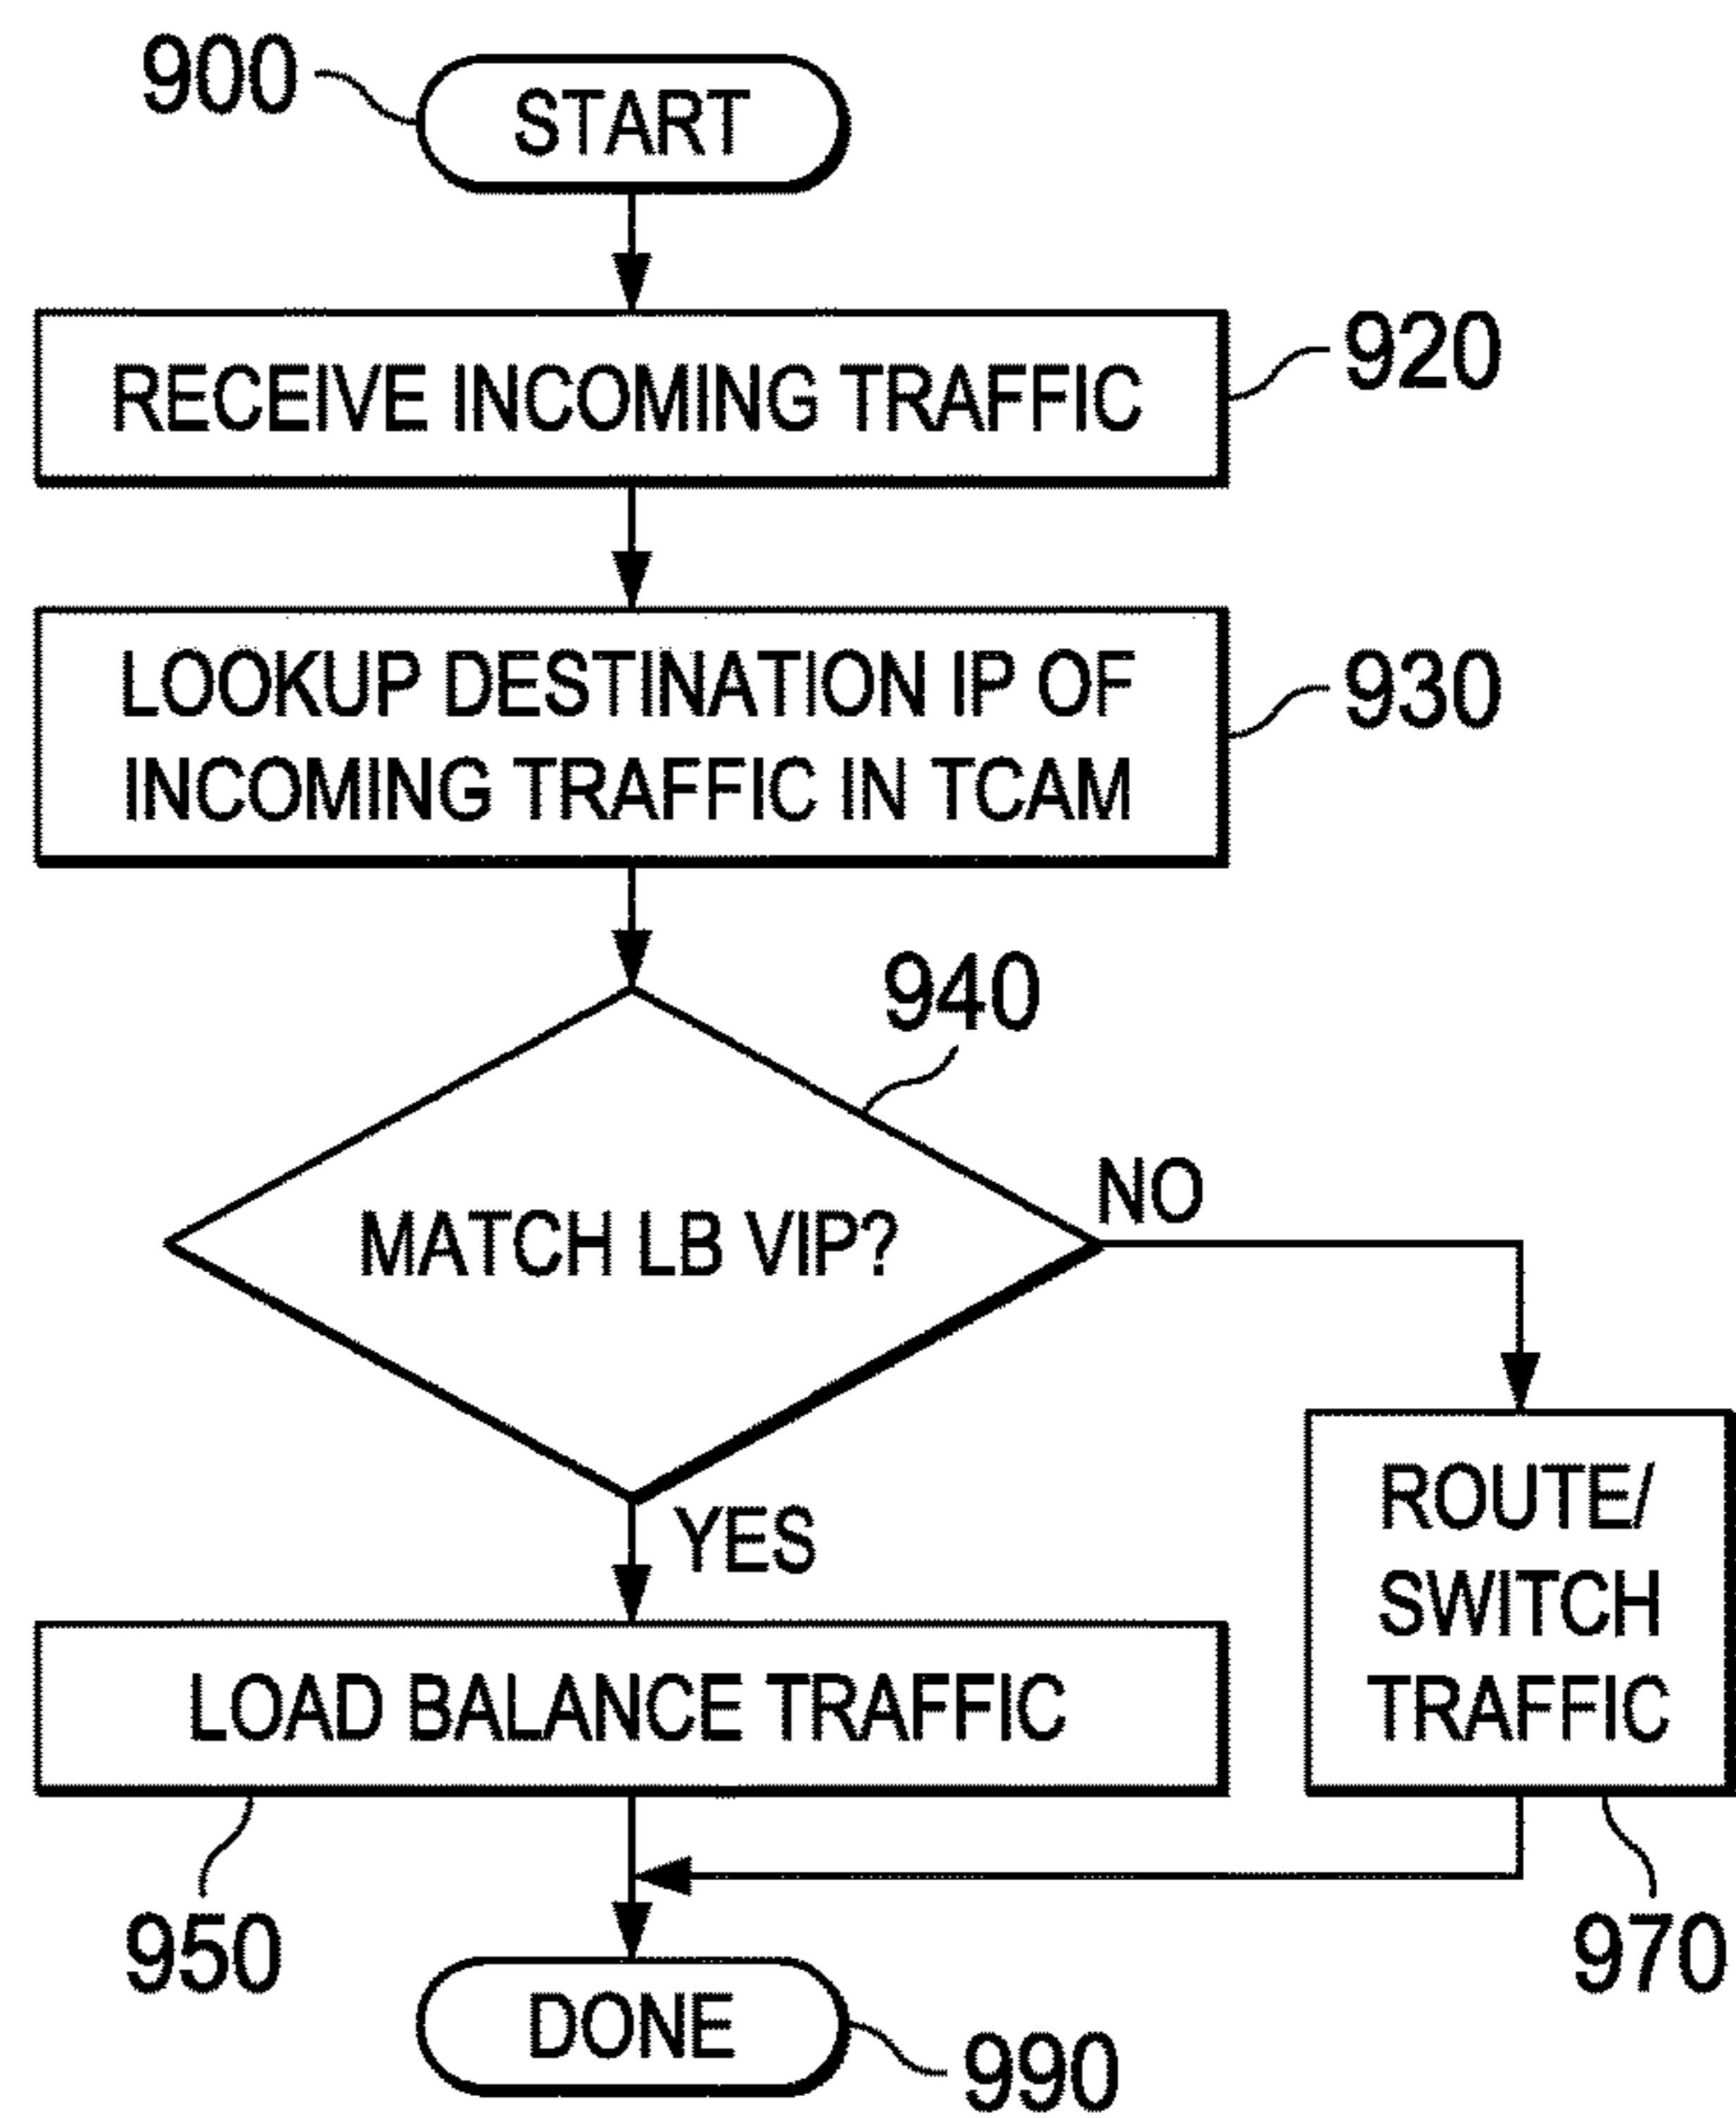 900
START
RECEIVE INCOMING TRAFFIC
920
LOOKUP DESTINATION IP OF
INCOMING TRAFFIC IN TCAM
930
940
MATCH LB VIP?
NO
YES
ROUTE/
SWITCH
TRAFFIC
LOAD BALANCE TRAFFIC
950
970
DONE
990